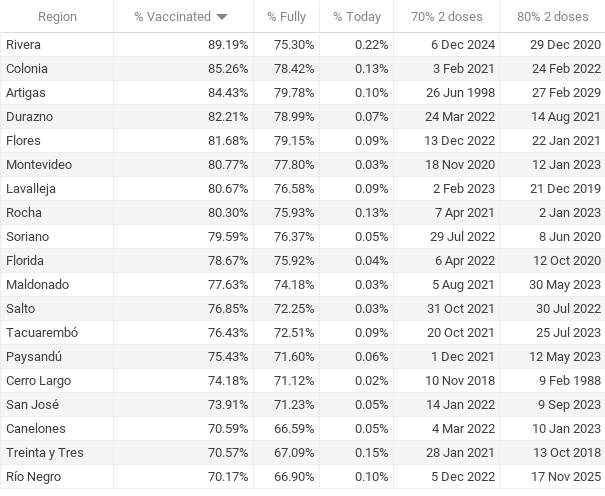 Region % Vaccinated % Fully % Today 70% 2 doses 80% 2 doses
Rivera 89.19% 75.30% 0.22% 6 Dec 2024 29 Dec 2020
Colonia 85.26% 78.42% 0.13% 3 Feb 2021 24 Feb 2022
Artigas 84.43% 79.78% 0.10% 26 Jun 1998 27 Feb 2029
Durazno 82.21% 78.99% 0.07% 24 Mar 2022 14 Aug 2021
Flores 81.68% 79.15% 0.09% 13 Dec 2022 22 Jan 2021
Montevideo 80.77% 77.80% 0.03% 18 Nov 2020 12 Jan 2023
Lavalleja 80.67% 76.58% 0.09% 2 Feb 2023 21 Dec 2019
Rocha 80.30% 75.93% 0.13% 7 Apr 2021 2 Jan 2023
Soriano 79.59% 76.37% 0.05% 29 Jul 2022 8 Jun 2020
Florida 78.67% 75.92% 0.04% 6 Apr 2022 12 Oct 2020
Maldonado 77.63% 74.18% 0.03% 5 Aug 2021 30 May 2023
Salto 76.85% 72.25% 0.03% 31 Oct 2021 30 Jul 2022
Tacuarembó 76.43% 72.51% 0.09% 20 Oct 2021 25 Jul 2023
Paysandú 75.43% 71.60% 0.06% 1 Dec 2021 12 May 2023
Cerro Largo 74.18% 71.12% 0.02% 10 Nov 2018 9 Feb 1988
San José 73.91% 71.23% 0.05% 14 Jan 2022 9 Sep 2023
Canelones 70.59% 66.59% 0.05% 4 Mar 2022 10 Jan 2023
Treinta y Tres 70.57% 67.09% 0.15% 28 Jan 2021 13 Oct 2018
Río Negro 70.17% 66.90% 0.10% 5 Dec 2022 17 Nov 2025